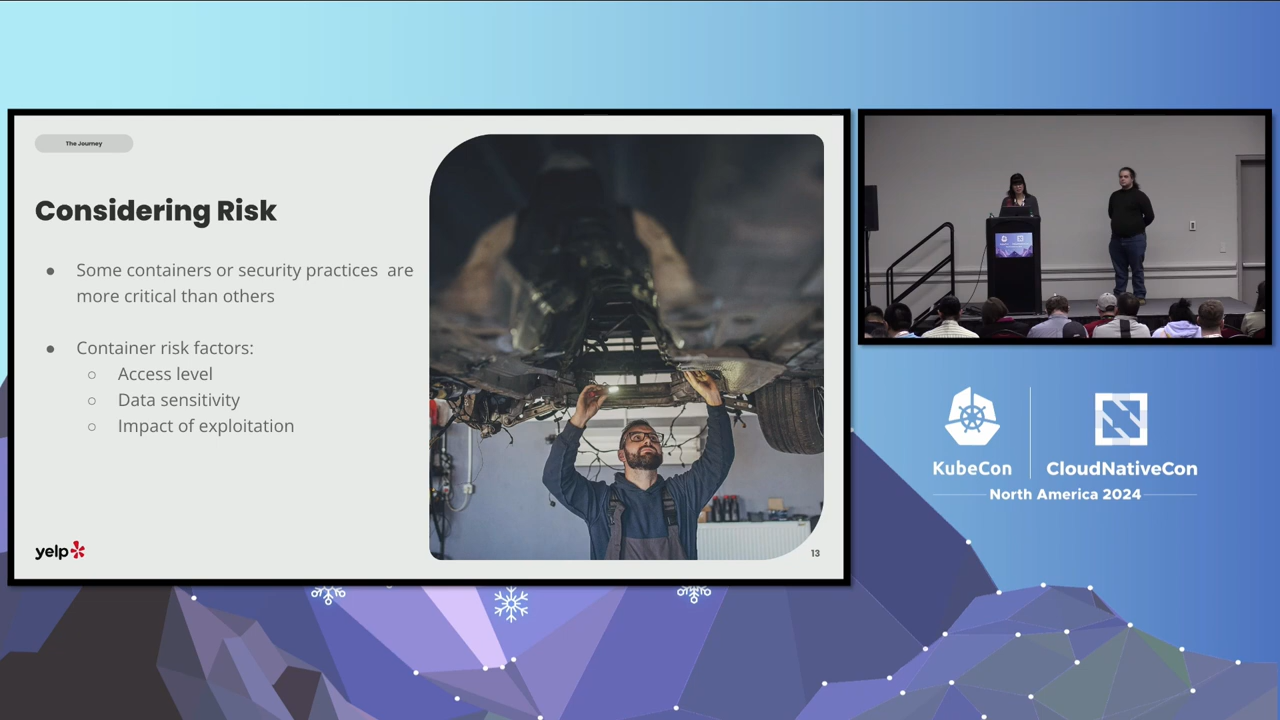 The Journey
Considering Risk
● Some containers or security practices are
more critical than others
● Container risk factors:
○ Access level
○ Data sensitivity
○ Impact of exploitation
yelp
13
KubeCon
CloudNativeCon
North America 2024